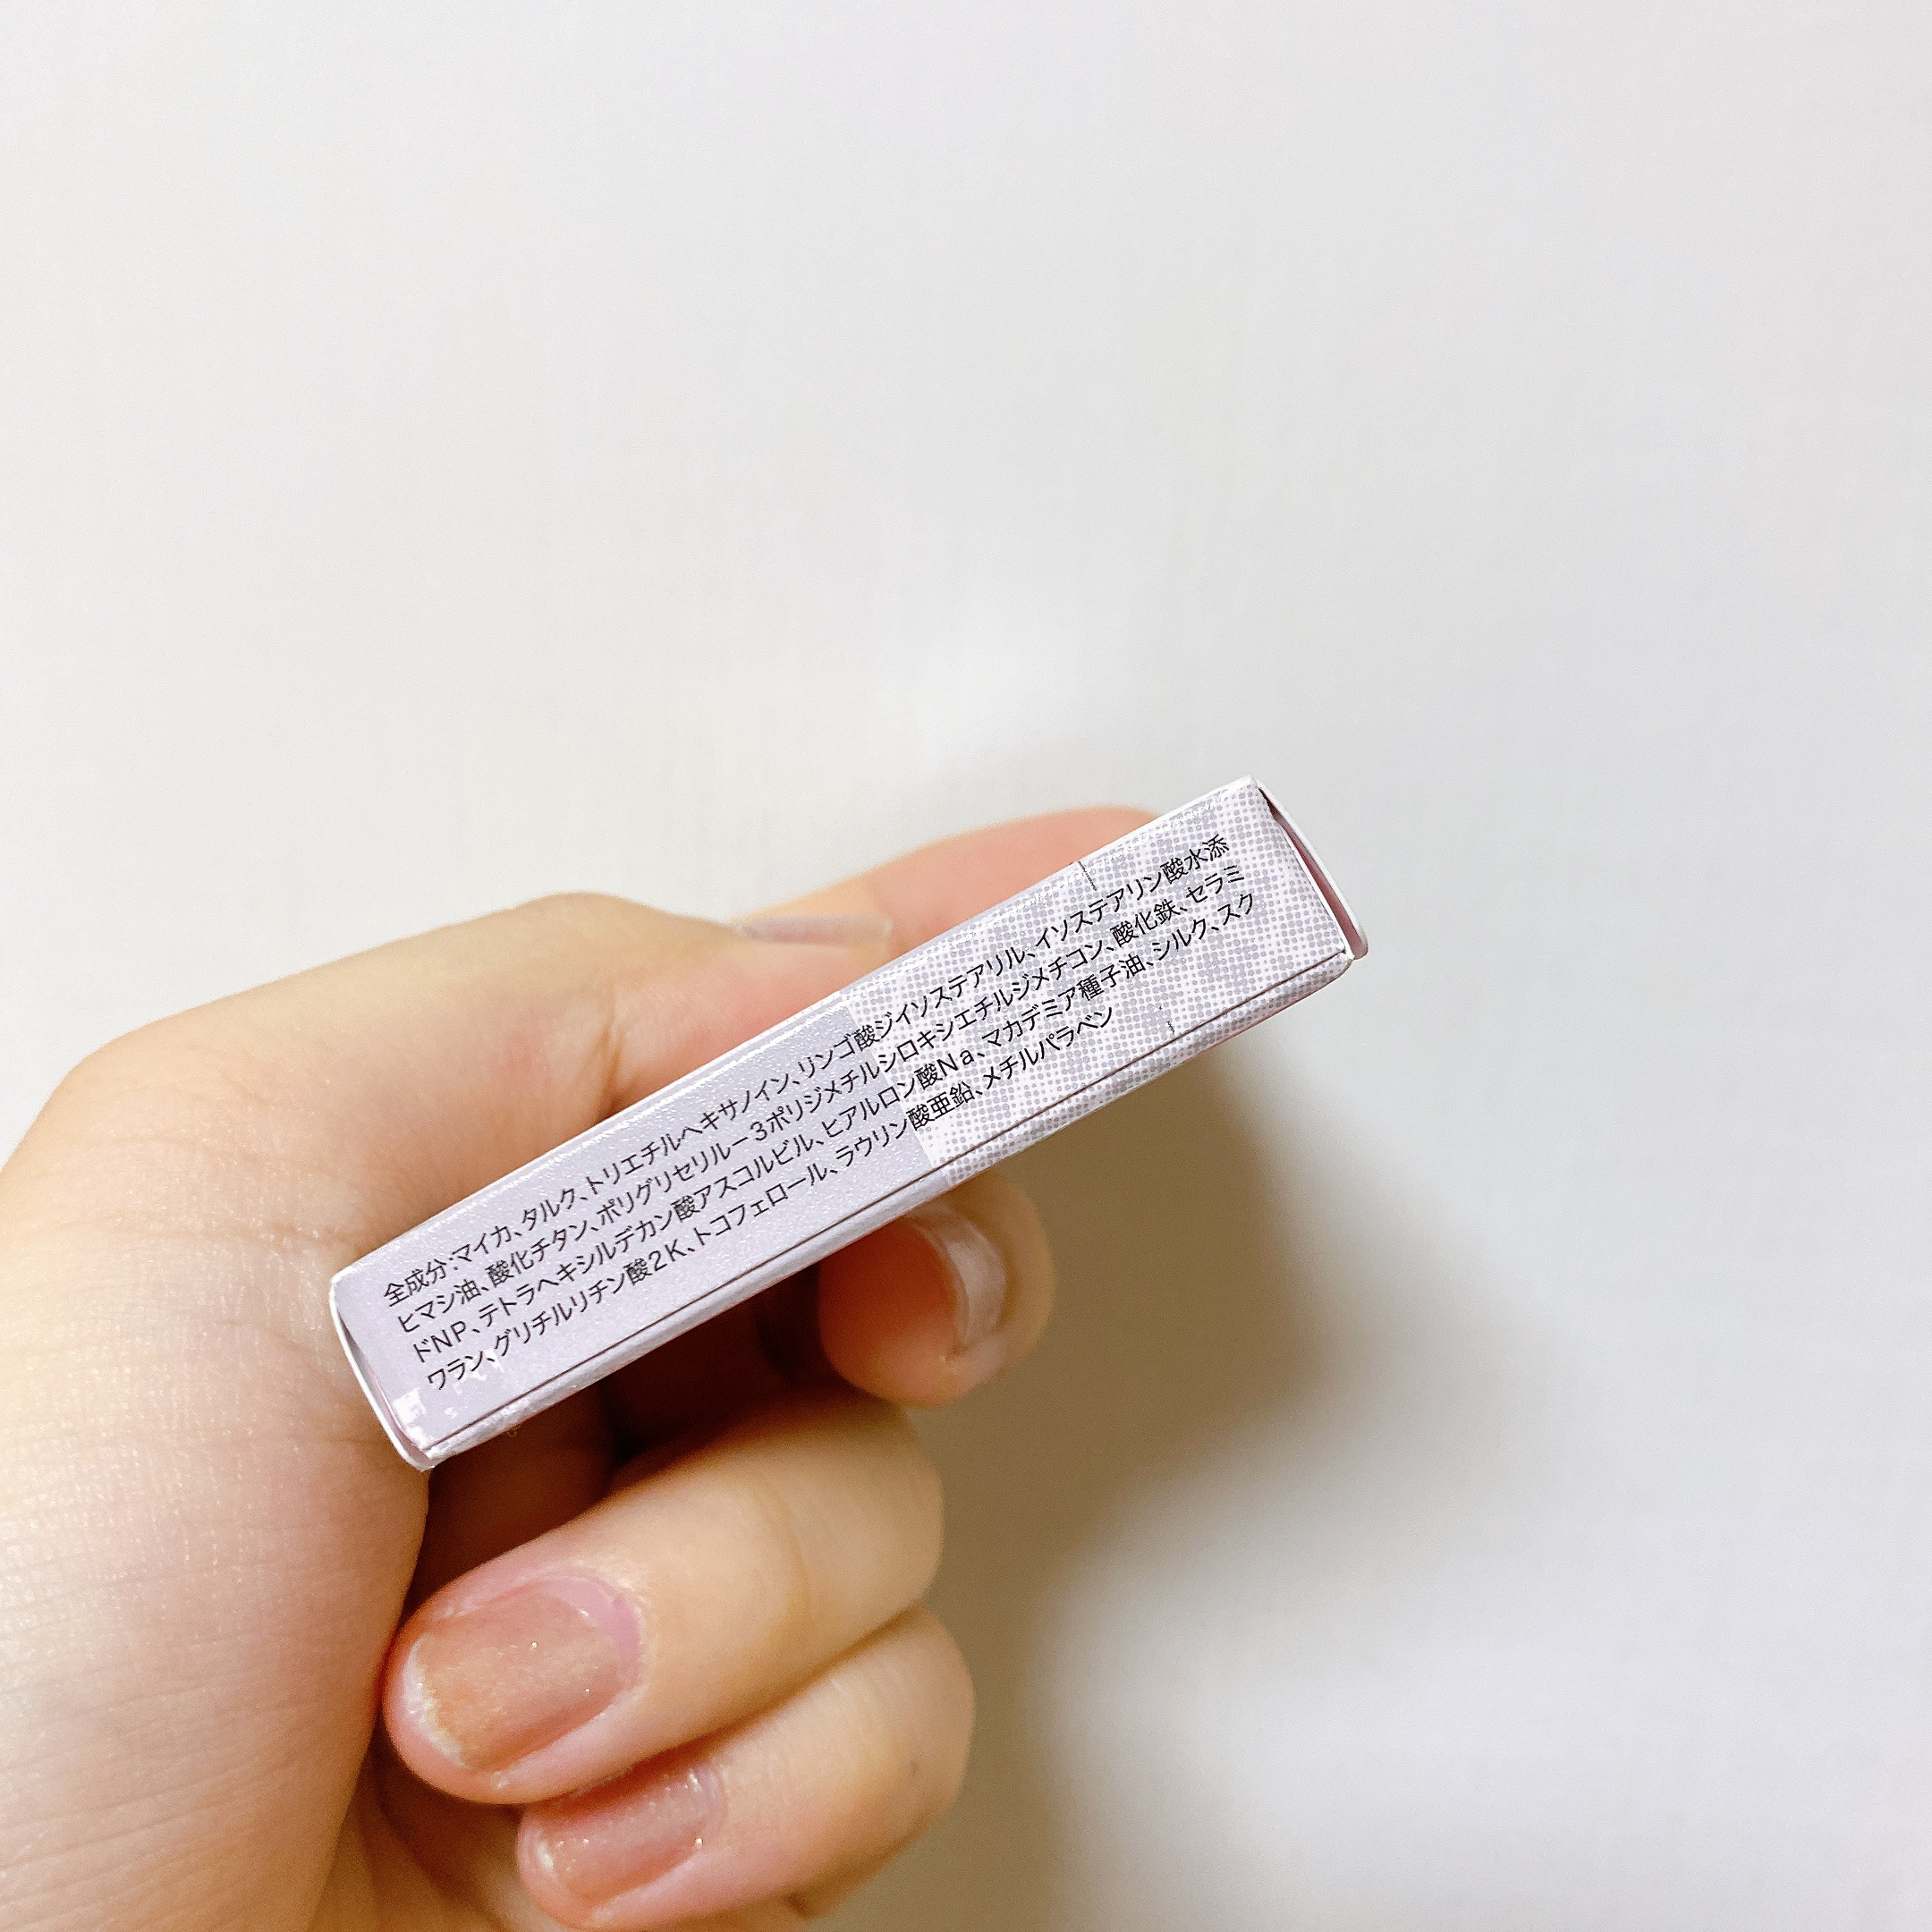 全成分:マイカ、タルク、トリエチルヘキサノイン、リンゴ酸ジイソステアリル、イソステアリン酸水添
ヒマシ油、酸化チタン、ポリグリセリル−3ポリジメチルシロキシエチルジメチコン、酸化鉄、セラミ
ドNP、テトラヘキシルデカン酸アスコルビル、ヒアルロン酸Na、マカデミア種子油、シルク、スク
ワラン、グリチルリチン酸2K、トコフェロール、ラウリン酸亜鉛、メチルパラベン